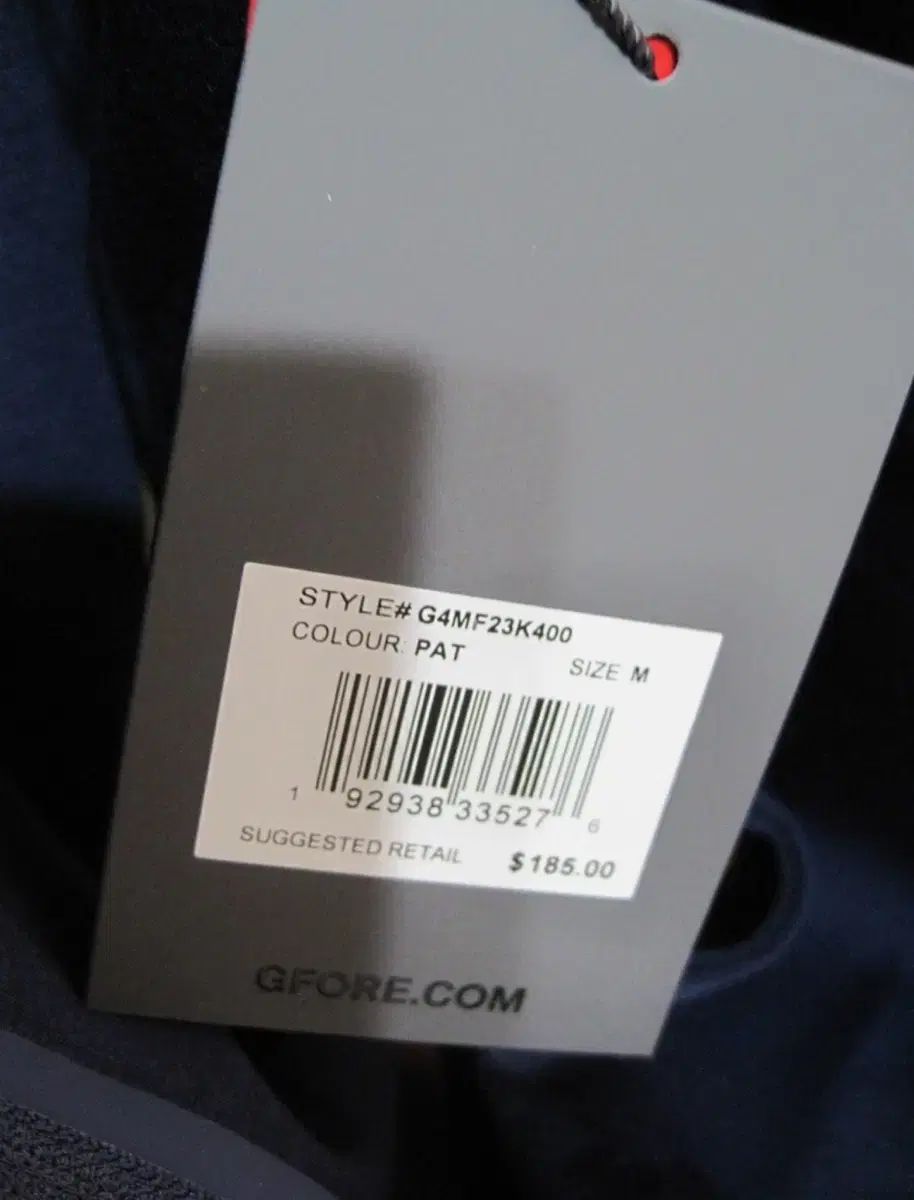 STYLE# G4MF23K400
COLOUR: PAT
SIZE M
1 92938 33527 6
SUGGESTED RETAIL $185.00
GFORE.COM